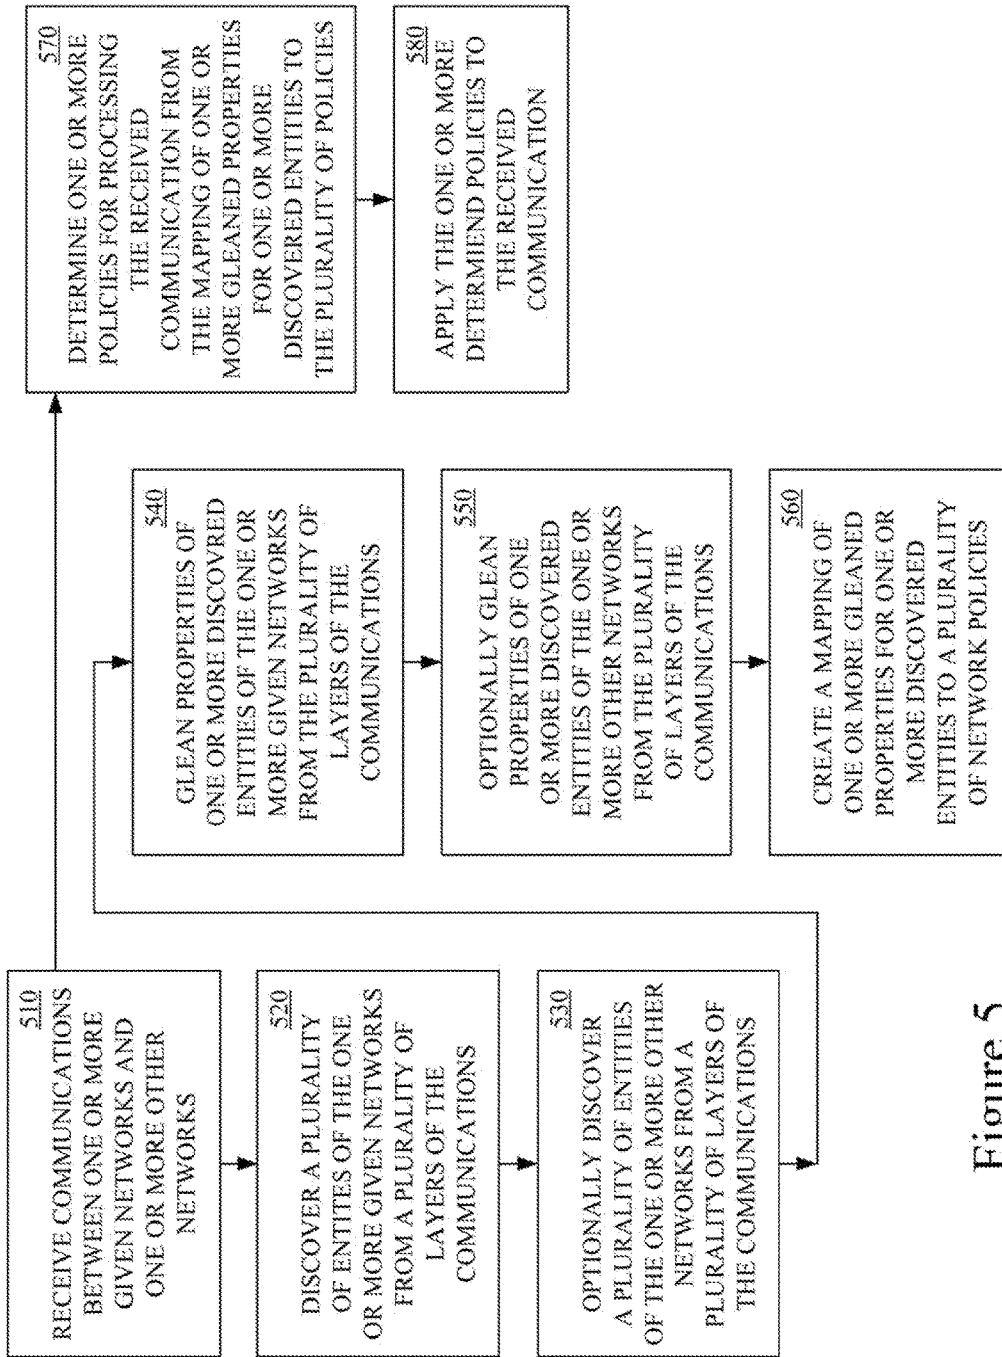 510
RECEIVE COMMUNICATIONS
BETWEEN ONE OR MORE
GIVEN NETWORKS AND
ONE OR MORE OTHER
NETWORKS
520
DISCOVER A PLURALITY
OF ENTITES OF THE ONE
OR MORE GIVEN NETWORKS
FROM A PLURALITY OF
LAYERS OF THE
COMMUNICATIONS
530
OPTIONALLY DISCOVER
A PLURALITY OF ENTITIES
OF THE ONE OR MORE OTHER
NETWORKS FROM A
PLURALITY OF LAYERS OF
THE COMMUNICATIONS
540
GLEAN PROPERTIES OF
ONE OR MORE DISCOVRED
ENTITIES OF THE ONE OR
MORE GIVEN NETWORKS
FROM THE PLURALITY OF
LAYERS OF THE
COMMUNICATIONS
550
OPTIONALLY GLEAN
PROPERTIES OF ONE
OR MORE DISCOVERED
ENTITIES OF THE ONE OR
MORE OTHER NETWORKS
FROM THE PLURALITY
OF LAYERS OF THE
COMMUNICATIONS
560
CREATE A MAPPING OF
ONE OR MORE GLEANED
PROPERTIES FOR ONE OR
MORE DISCOVERED
ENTITIES TO A PLURALITY
OF NETWORK POLICIES
570
DETERMINE ONE OR MORE
POLICIES FOR PROCESSING
THE RECEIVED
COMMUNICATION FROM
THE MAPPING OF ONE OR
MORE GLEANED PROPERTIES
FOR ONE OR MORE
DISCOVERED ENTITIES TO
THE PLURALITY OF POLICIES
580
APPLY THE ONE OR MORE
DETERMIEND POLICIES TO
THE RECEIVED
COMMUNICATION
Figure 5